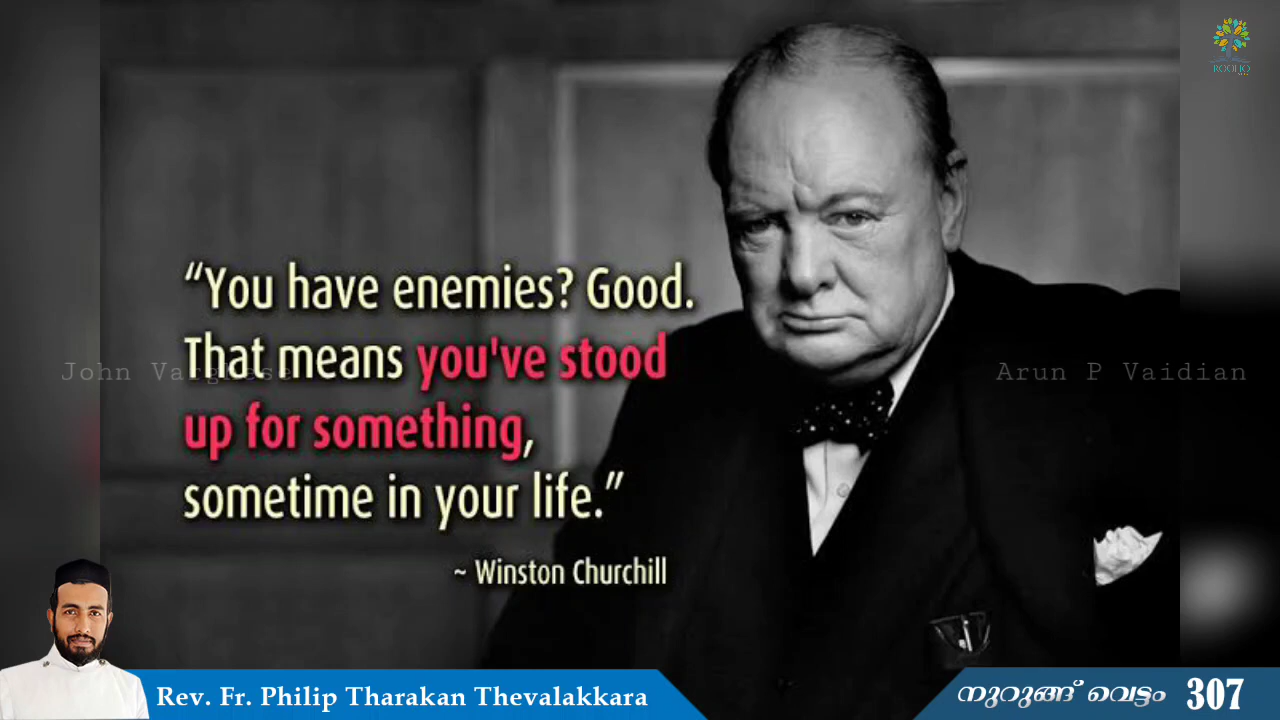 ROOHO
“You have enemies? Good.
That means you've stood
up for something,
sometime in your life.”
~ Winston Churchill
John Varghese
Arun P Vaidian
Rev. Fr. Philip Tharakan Thevalakkara
നുറുങ്ങ് വെട്ടം 307